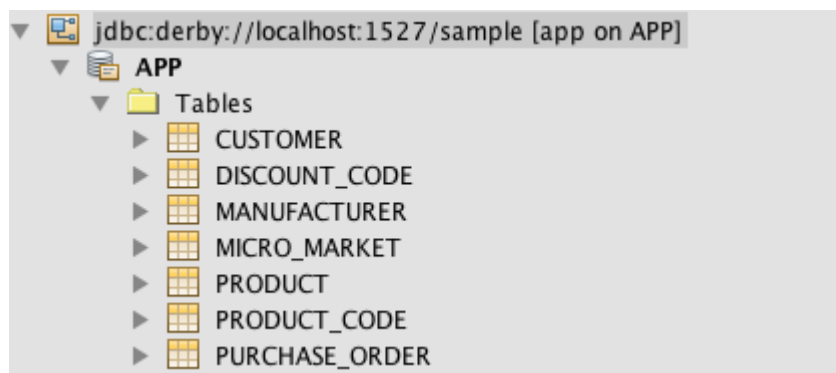 jdbc:derby://localhost:1527/sample [app on APP]
APP
Tables
CUSTOMER
DISCOUNT_CODE
MANUFACTURER
MICRO_MARKET
PRODUCT
PRODUCT_CODE
PURCHASE_ORDER